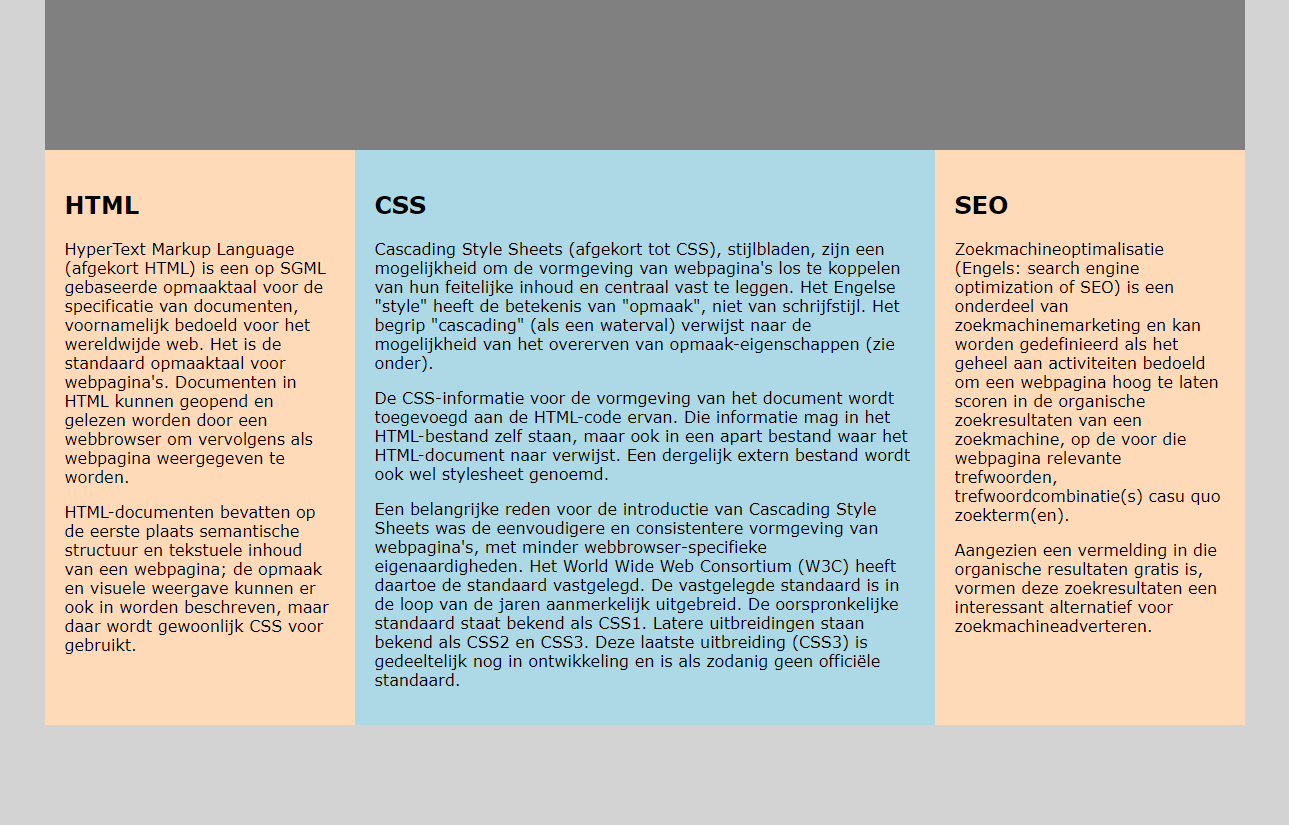 HTML
HyperText Markup Language
(afgekort HTML) is een op SGML
gebaseerde opmaaktaal voor de
specificatie van documenten,
voornamelijk bedoeld voor het
wereldwijde web. Het is de
standaard opmaaktaal voor
webpagina's. Documenten in
HTML kunnen geopend en
gelezen worden door een
webbrowser om vervolgens als
webpagina weergegeven te
worden.
HTML-documenten bevatten op
de eerste plaats semantische
structuur en tekstuele inhoud
van een webpagina; de opmaak
en visuele weergave kunnen er
ook in worden beschreven, maar
daar wordt gewoonlijk CSS voor
gebruikt.
CSS
Cascading Style Sheets (afgekort tot CSS), stijlbladen, zijn een
mogelijkheid om de vormgeving van webpagina's los te koppelen
van hun feitelijke inhoud en centraal vast te leggen. Het Engelse
"style" heeft de betekenis van "opmaak", niet van schrijfstijl. Het
begrip "cascading" (als een waterval) verwijst naar de
mogelijkheid van het overerven van opmaak-eigenschappen (zie
onder).
De CSS-informatie voor de vormgeving van het document wordt
toegevoegd aan de HTML-code ervan. Die informatie mag in het
HTML-bestand zelf staan, maar ook in een apart bestand waar het
HTML-document naar verwijst. Een dergelijk extern bestand wordt
ook wel stylesheet genoemd.
Een belangrijke reden voor de introductie van Cascading Style
Sheets was de eenvoudigere en consistentere vormgeving van
webpagina's, met minder webbrowser-specifieke
eigenaardigheden. Het World Wide Web Consortium (W3C) heeft
daartoe de standaard vastgelegd. De vastgelegde standaard is in
de loop van de jaren aanmerkelijk uitgebreid. De oorspronkelijke
standaard staat bekend als CSS1. Latere uitbreidingen staan
bekend als CSS2 en CSS3. Deze laatste uitbreiding (CSS3) is
gedeeltelijk nog in ontwikkeling en is als zodanig geen officiële
standaard.
SEO
Zoekmachineoptimalisatie
(Engels: search engine
optimization of SEO) is een
onderdeel van
zoekmachinemarketing en kan
worden gedefinieerd als het
geheel aan activiteiten bedoeld
om een webpagina hoog te laten
scoren in de organische
zoekresultaten van een
zoekmachine, op de voor die
webpagina relevante
trefwoorden,
trefwoordcombinatie(s) casu quo
zoekterm(en).
Aangezien een vermelding in die
organische resultaten gratis is,
vormen deze zoekresultaten een
interessant alternatief voor
zoekmachineadverteren.